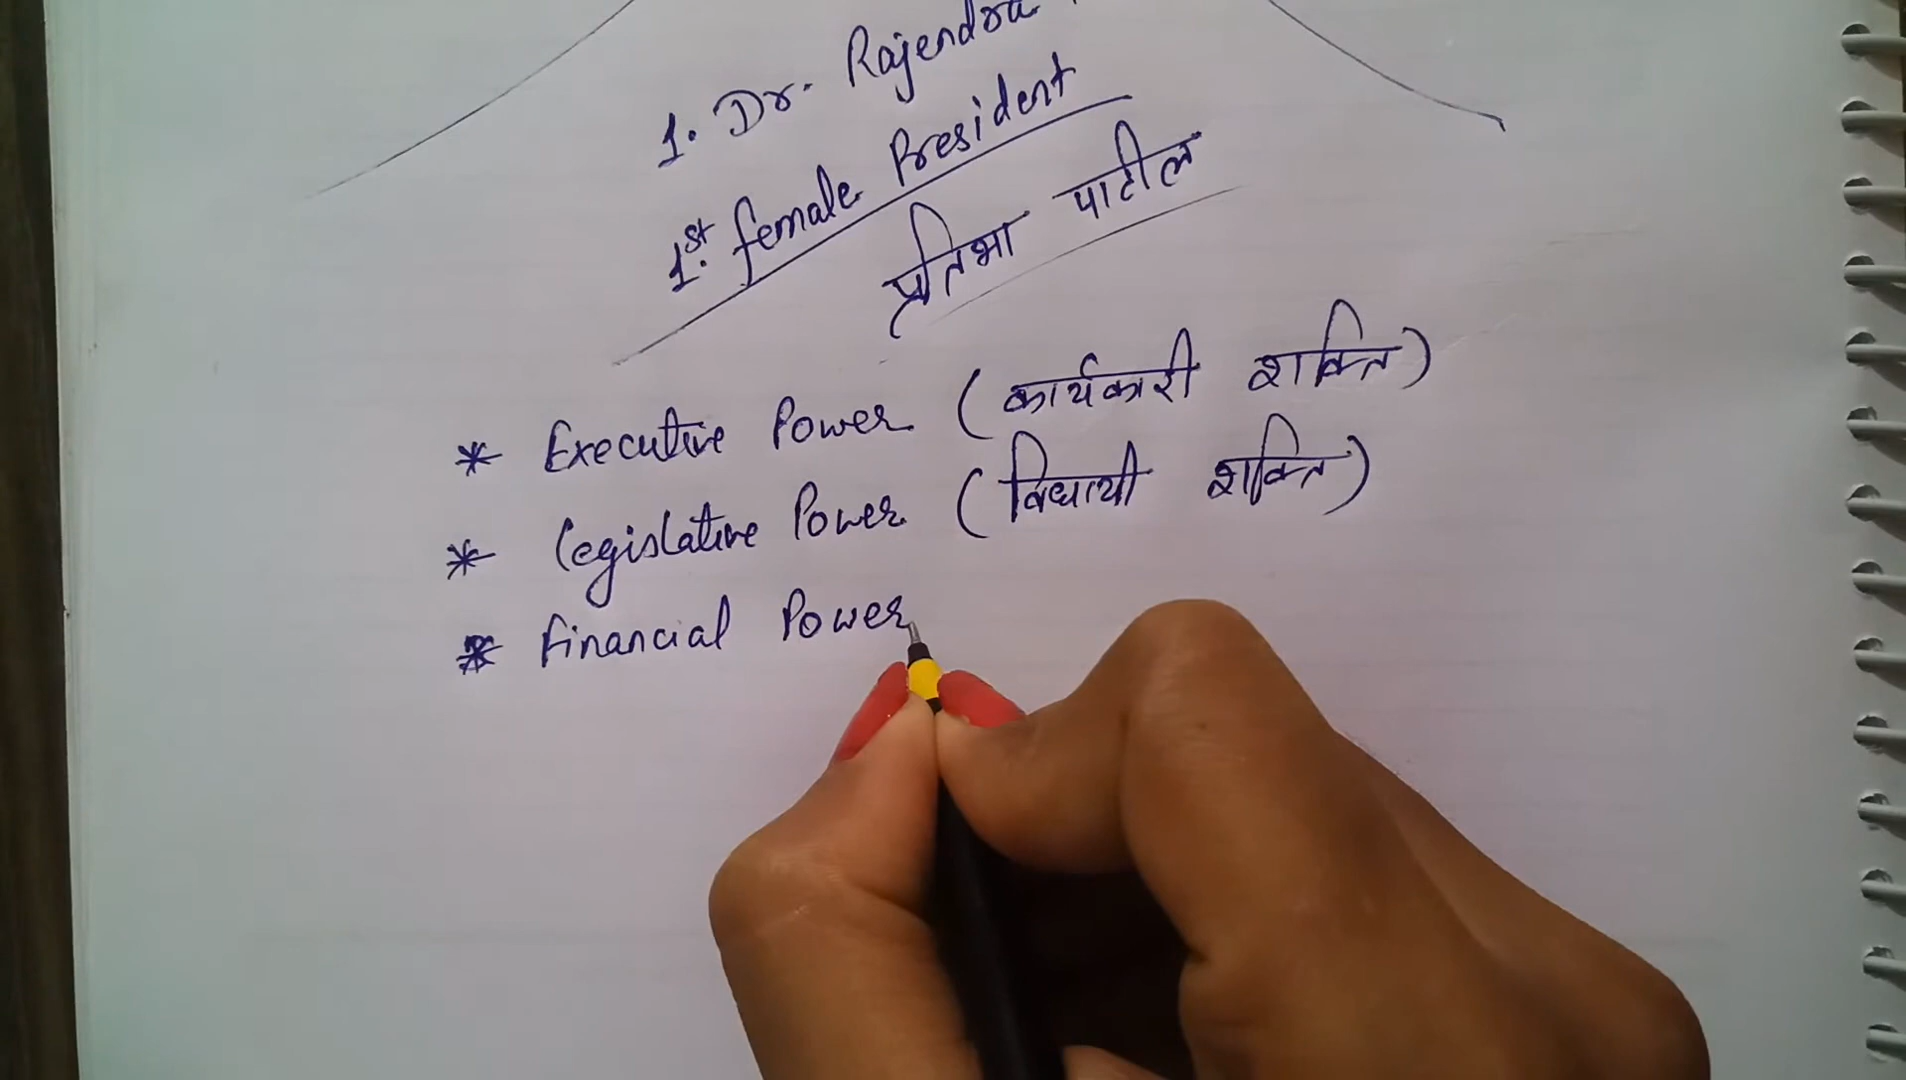 1. Dr. Rajendra
1st. female President
प्रतिभा पाटील
* Executive Power (कार्यकारी शक्ति)
* Legislative Power (विधायी शक्ति)
* Financial Power